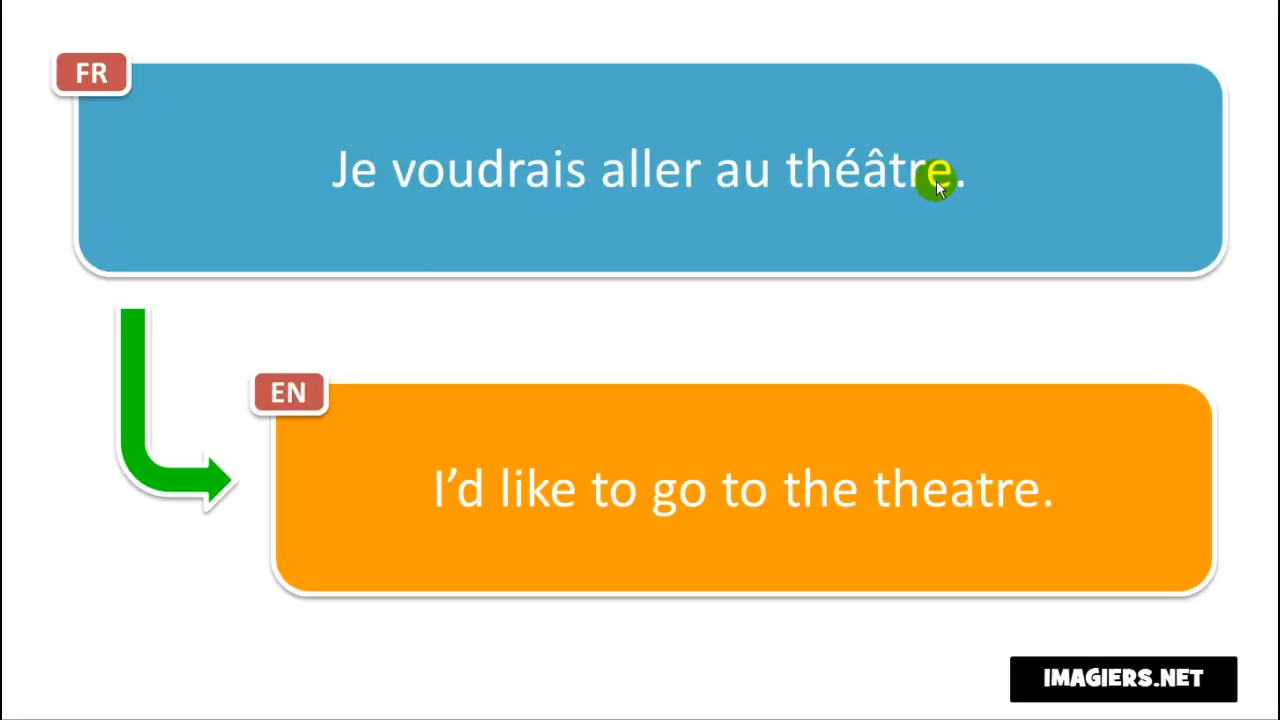 FR
Je voudrais aller au théâtre.
EN
I’d like to go to the theatre.
IMAGIERS.NET